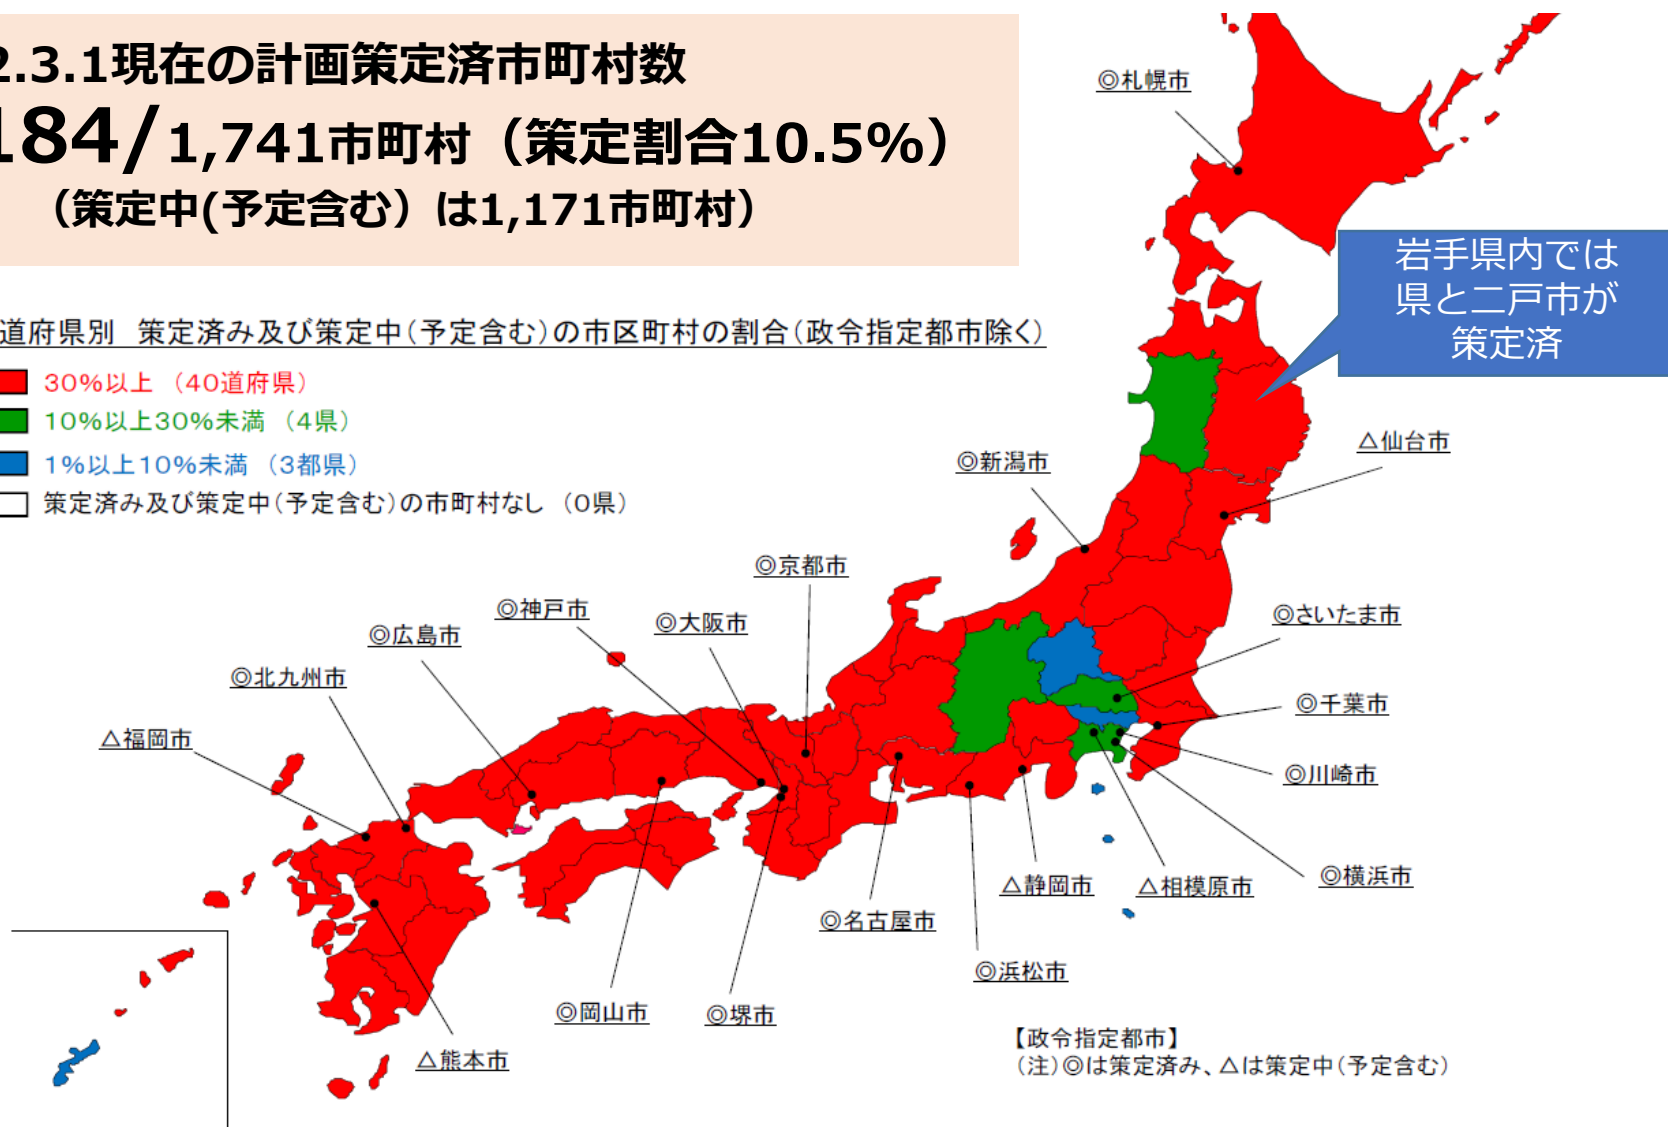 2.3.1現在の計画策定済市町村数
184/1,741市町村（策定割合10.5%）
（策定中(予定含む）は1,171市町村）
道府県別　策定済み及び策定中(予定含む)の市区町村の割合(政令指定都市除く)
30%以上　（40道府県）
10%以上30%未満　（4県）
1%以上10%未満　（3都県）
策定済み及び策定中(予定含む)の市町村なし　（0県）
◎札幌市
岩手県内では
県と二戸市が
策定済
△仙台市
◎新潟市
◎京都市
◎神戸市
◎大阪市
◎さいたま市
◎広島市
◎北九州市
◎千葉市
△福岡市
◎川崎市
◎横浜市
△静岡市
△相模原市
◎名古屋市
◎浜松市
◎岡山市
◎堺市
△熊本市
【政令指定都市】
（注)◎は策定済み、△は策定中(予定含む)